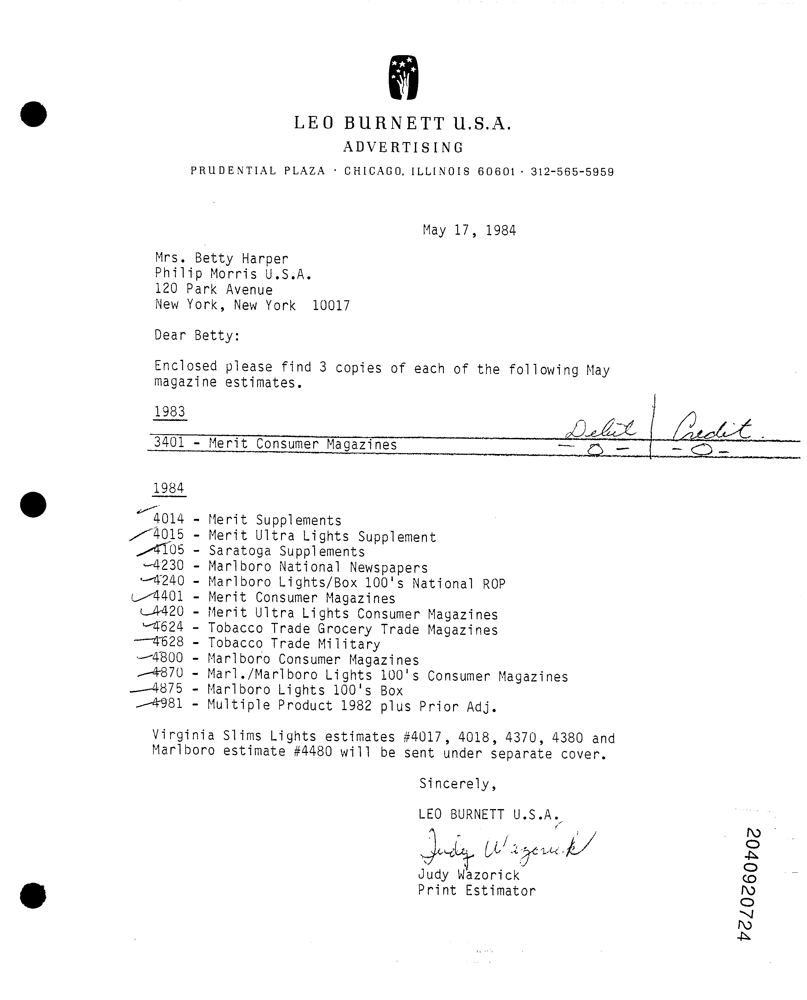 LEO BURNETT U.S.A.
ADVERTISING
PRUDENTIAL PLAZA · CHICAGO, ILLINOIS 60601 · 312-565-5959
May 17, 1984
Mrs. Betty Harper
Philip Morris U.S.A.
120 Park Avenue
New York, New York 10017
Dear Betty:
Enclosed please find 3 copies of each of the following May
magazine estimates.
1983
Debit Credit.
3401 - Merit Consumer Magazines -0- -0-
1984
4014 - Merit Supplements
4015 - Merit Ultra Lights Supplement
4105 - Saratoga Supplements
4230 - Marlboro National Newspapers
4240 - Marlboro Lights/Box 100's National ROP
4401 - Merit Consumer Magazines
4420 - Merit Ultra Lights Consumer Magazines
4624 - Tobacco Trade Grocery Trade Magazines
4628 - Tobacco Trade Military
4800 - Marlboro Consumer Magazines
4870 - Marl./Marlboro Lights 100's Consumer Magazines
4875 - Marlboro Lights 100's Box
4981 - Multiple Product 1982 plus Prior Adj.
Virginia Slims Lights estimates #4017, 4018, 4370, 4380 and
Marlboro estimate #4480 will be sent under separate cover.
Sincerely,
LEO BURNETT U.S.A.
Judy Wazorick
Judy Wazorick
Print Estimator
2040920724